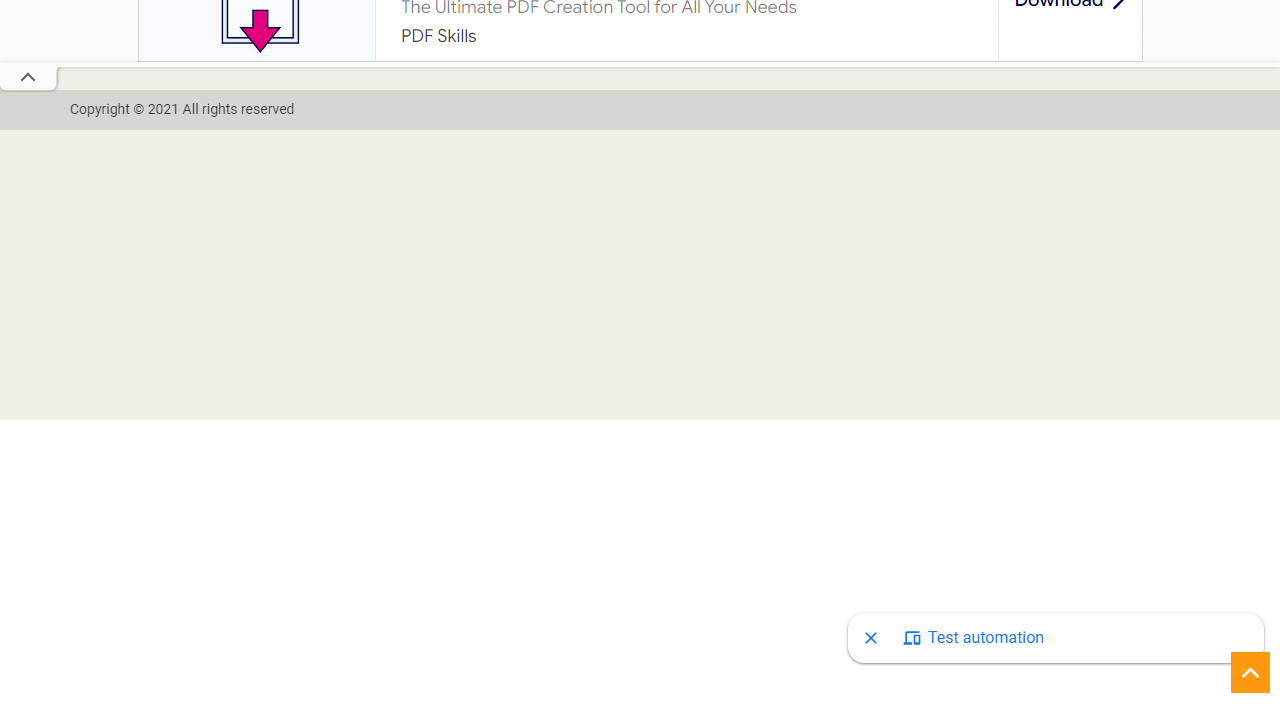 The Ultimate PDF Creation Tool for All Your Needs
Download
PDF Skills
Copyright © 2021 All rights reserved
Test automation